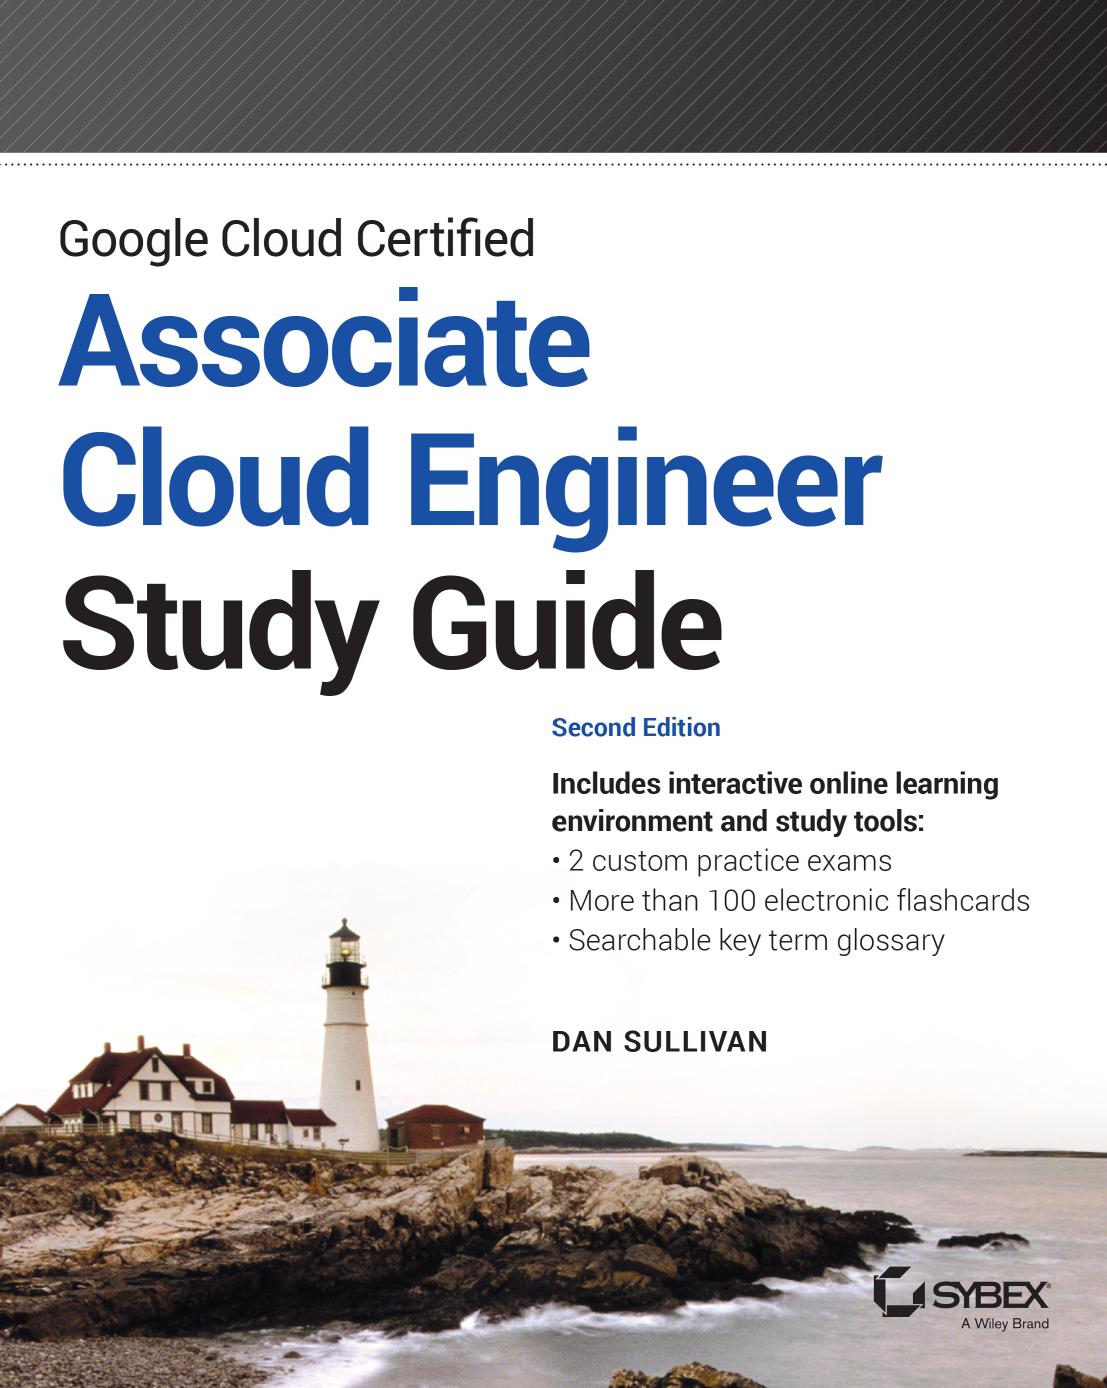 Google Cloud Certified
Associate
Cloud Engineer
Study Guide
Second Edition
Includes interactive online learning
environment and study tools:
• 2 custom practice exams
• More than 100 electronic flashcards
• Searchable key term glossary
DAN SULLIVAN
SYBEX®
A Wiley Brand